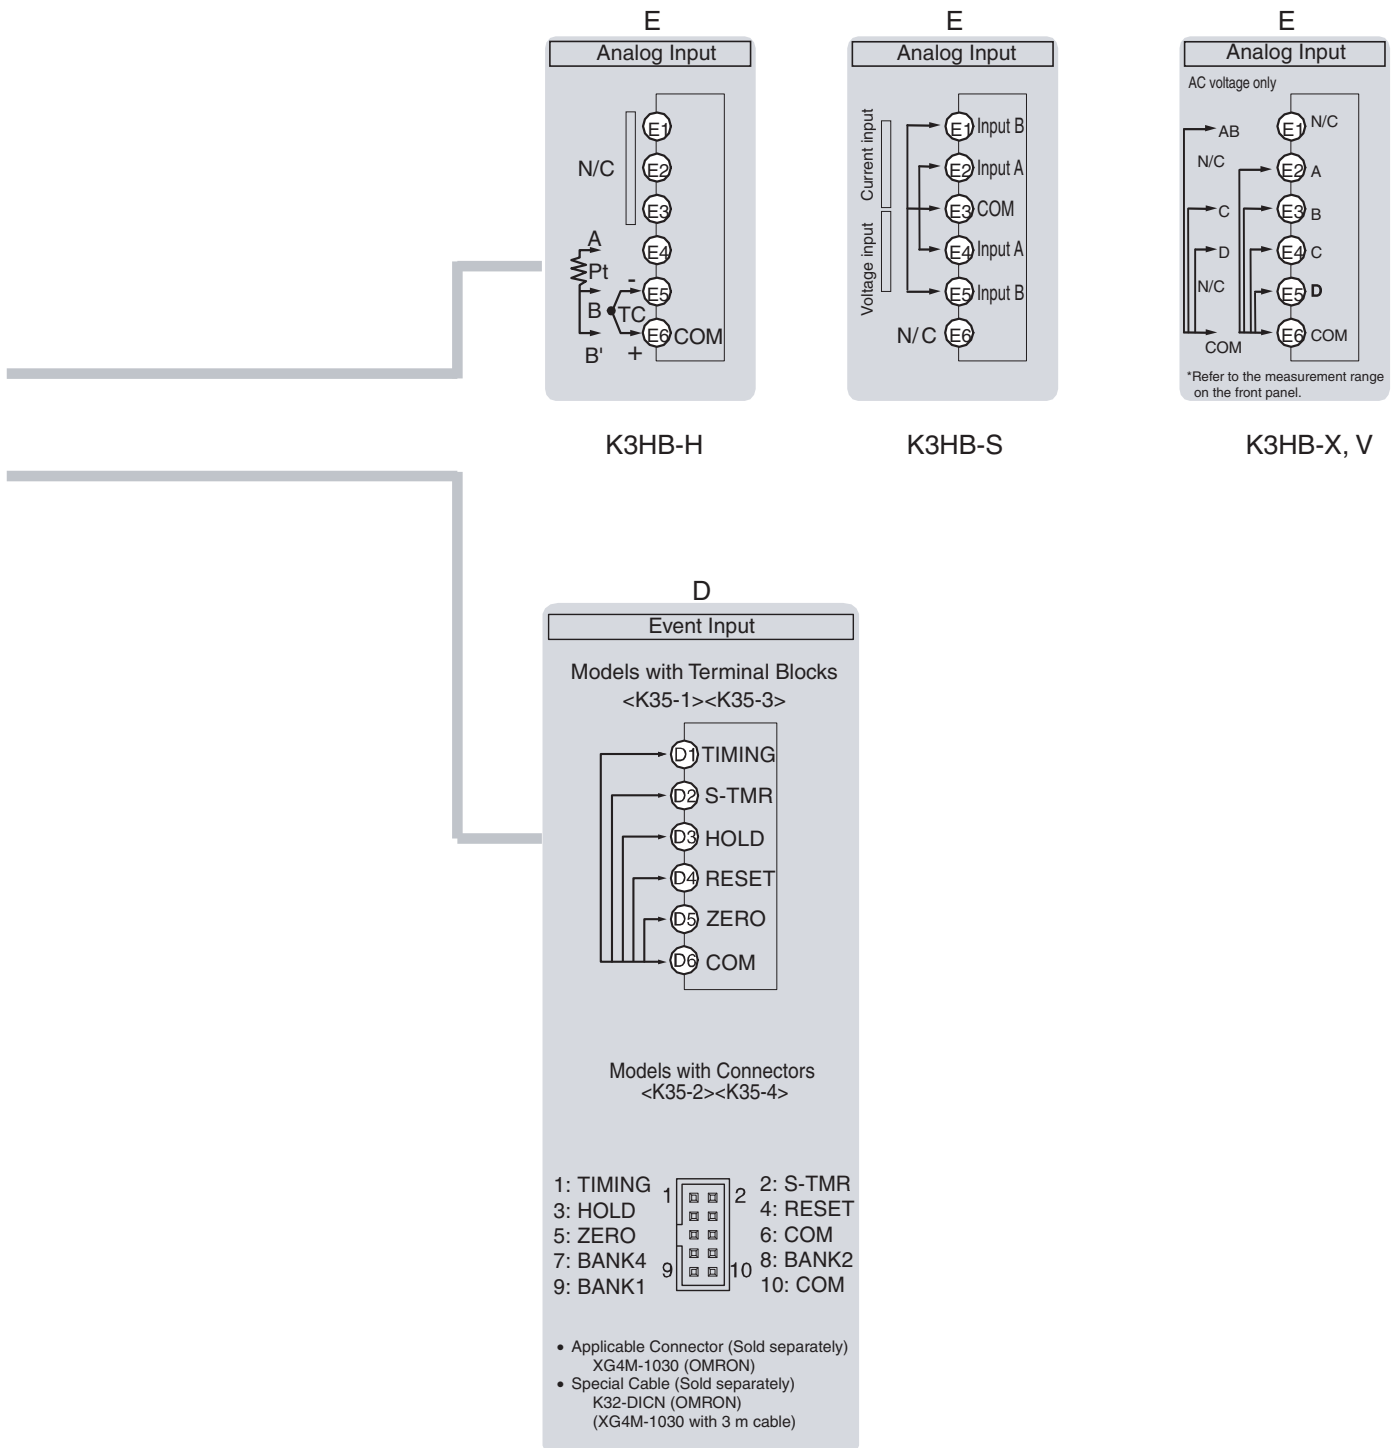 E
Analog Input
E1
E2
N/C
E3
A
E4
Pt
-
E5
B
TC
E6
COM
B'
+
K3HB-H
E
Analog Input
Current input
Voltage input
E1
Input B
E2
Input A
E3
COM
E4
Input A
E5
Input B
N/C
E6
K3HB-S
E
Analog Input
AC voltage only
AB
E1
N/C
N/C
E2
A
C
E3
B
D
E4
C
N/C
E5
D
COM
E6
COM
*Refer to the measurement range
on the front panel.
K3HB-X, V
D
Event Input
Models with Terminal Blocks
<K35-1><K35-3>
D1 TIMING
D2 S-TMR
D3 HOLD
D4 RESET
D5 ZERO
D6 COM
Models with Connectors
<K35-2><K35-4>
1: TIMING
3: HOLD
5: ZERO
7: BANK4
9: BANK1
1
2
9
10
2: S-TMR
4: RESET
6: COM
8: BANK2
10: COM
• Applicable Connector (Sold separately)
XG4M-1030 (OMRON)
• Special Cable (Sold separately)
K32-DICN (OMRON)
(XG4M-1030 with 3 m cable)